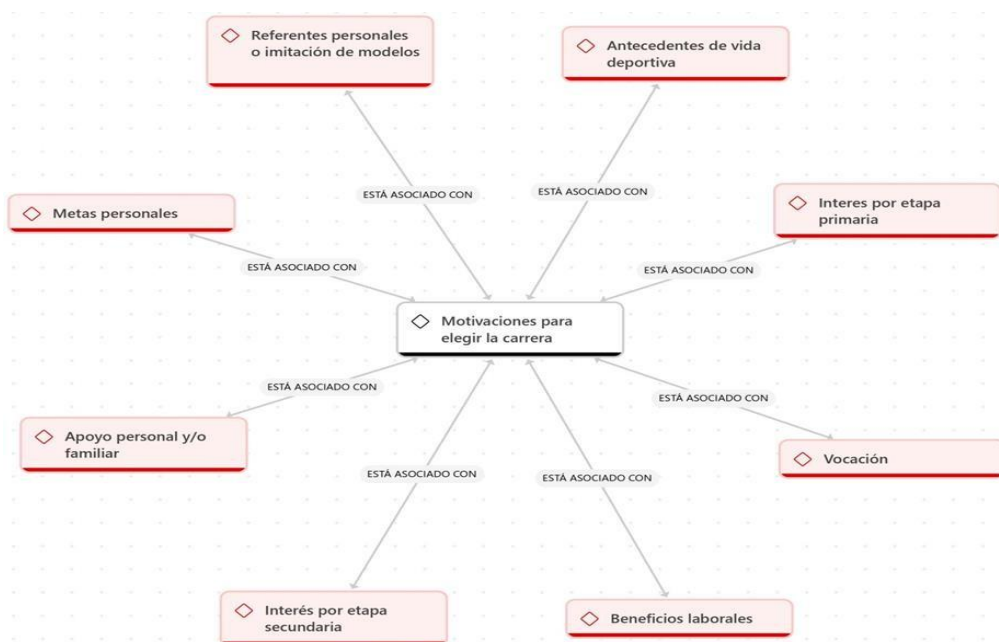 Referentes personales
o imitación de modelos
Antecedentes de vida
deportiva
ESTÁ ASOCIADO CON
ESTÁ ASOCIADO CON
Metas personales
Interes por etapa
primaria
ESTÁ ASOCIADO CON
ESTÁ ASOCIADO CON
Motivaciones para
elegir la carrera
ESTÁ ASOCIADO CON
ESTÁ ASOCIADO CON
Apoyo personal y/o
familiar
Vocación
ESTÁ ASOCIADO CON
ESTÁ ASOCIADO CON
Interés por etapa
secundaria
Beneficios laborales